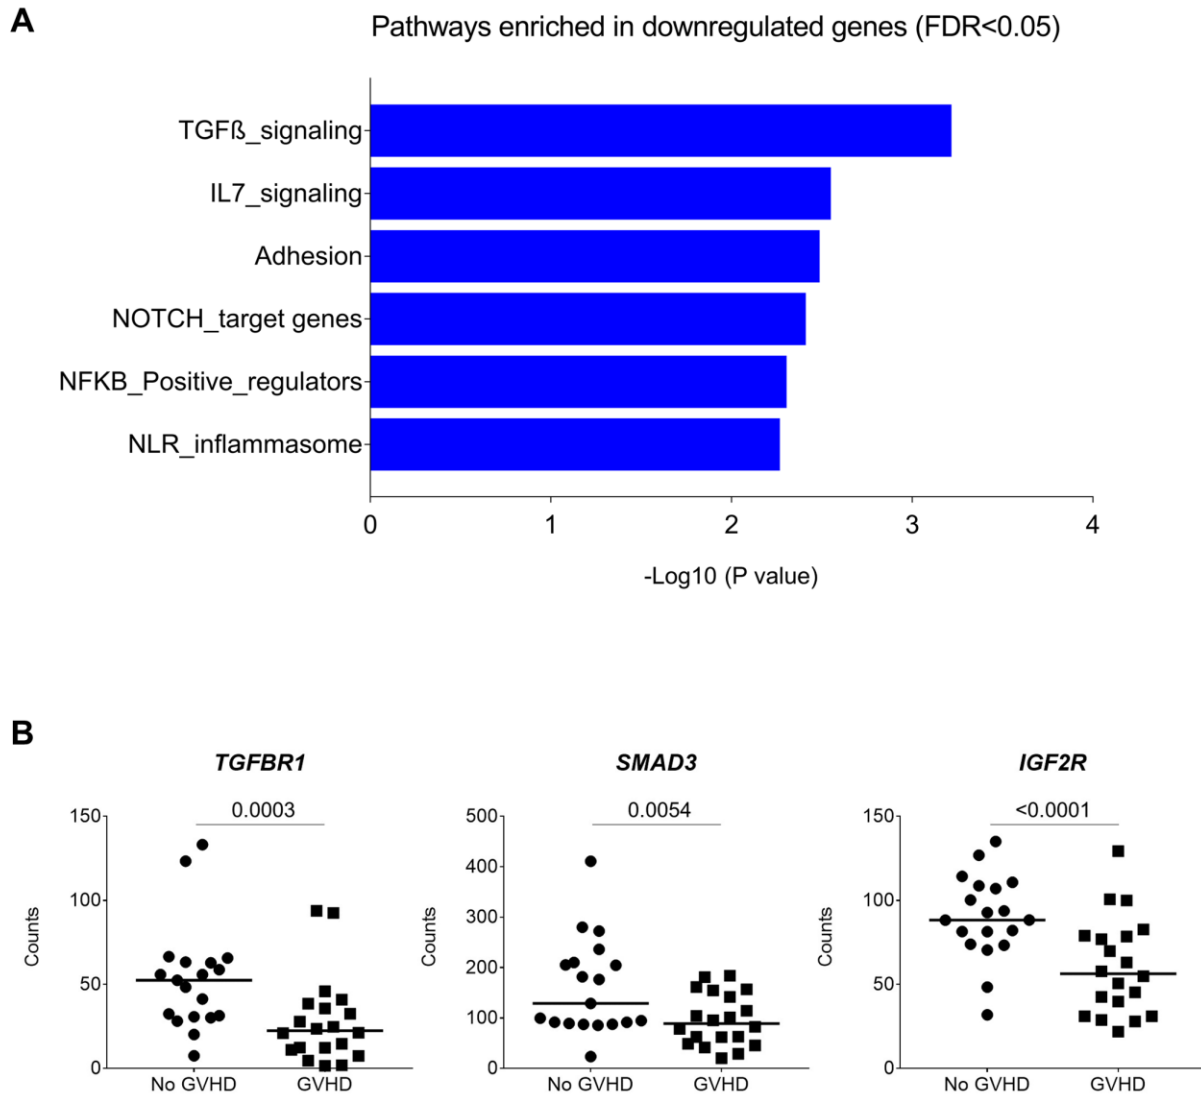 A
Pathways enriched in downregulated genes (FDR<0.05)
TGFß_signaling
IL7_signaling
Adhesion
NOTCH_target genes
NFKB_Positive_regulators
NLR_inflammasome
0 1 2 3 4
-Log10 (P value)
B
TGFBR1
0.0003
150
100
50
0
Counts
No GVHD GVHD
SMAD3
0.0054
500
400
300
200
100
0
Counts
No GVHD GVHD
IGF2R
<0.0001
150
100
50
0
Counts
No GVHD GVHD